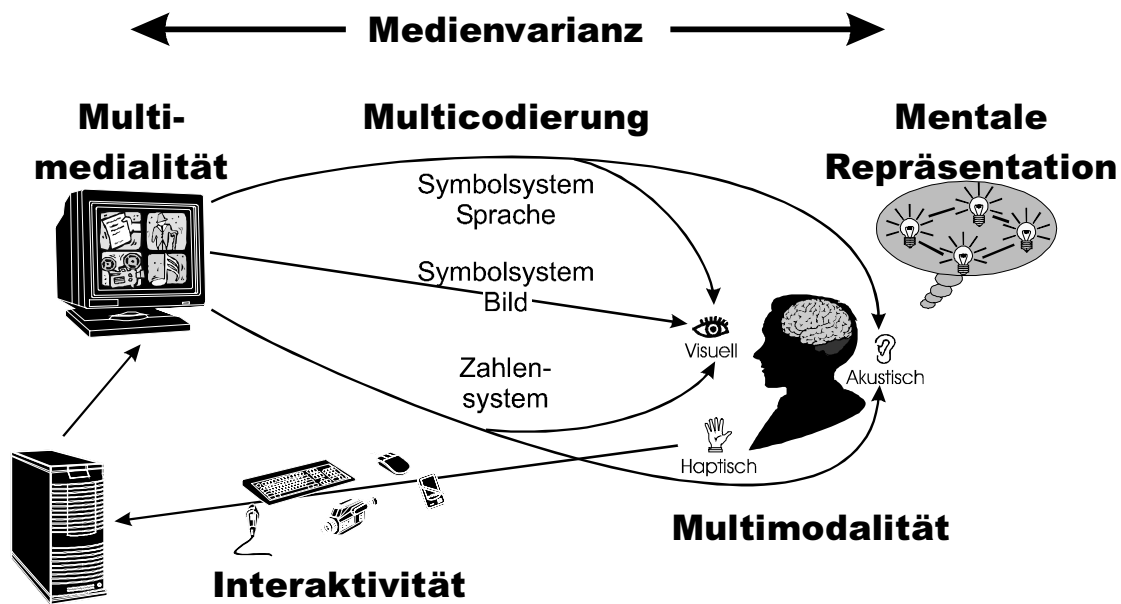 Medienvarianz
Multi-
medialität
Multicodierung
Mentale
Repräsentation
Symbolsystem
Sprache
Symbolsystem
Bild
Visuell
Zahlen-
system
Akustisch
Haptisch
Multimodalität
Interaktivität